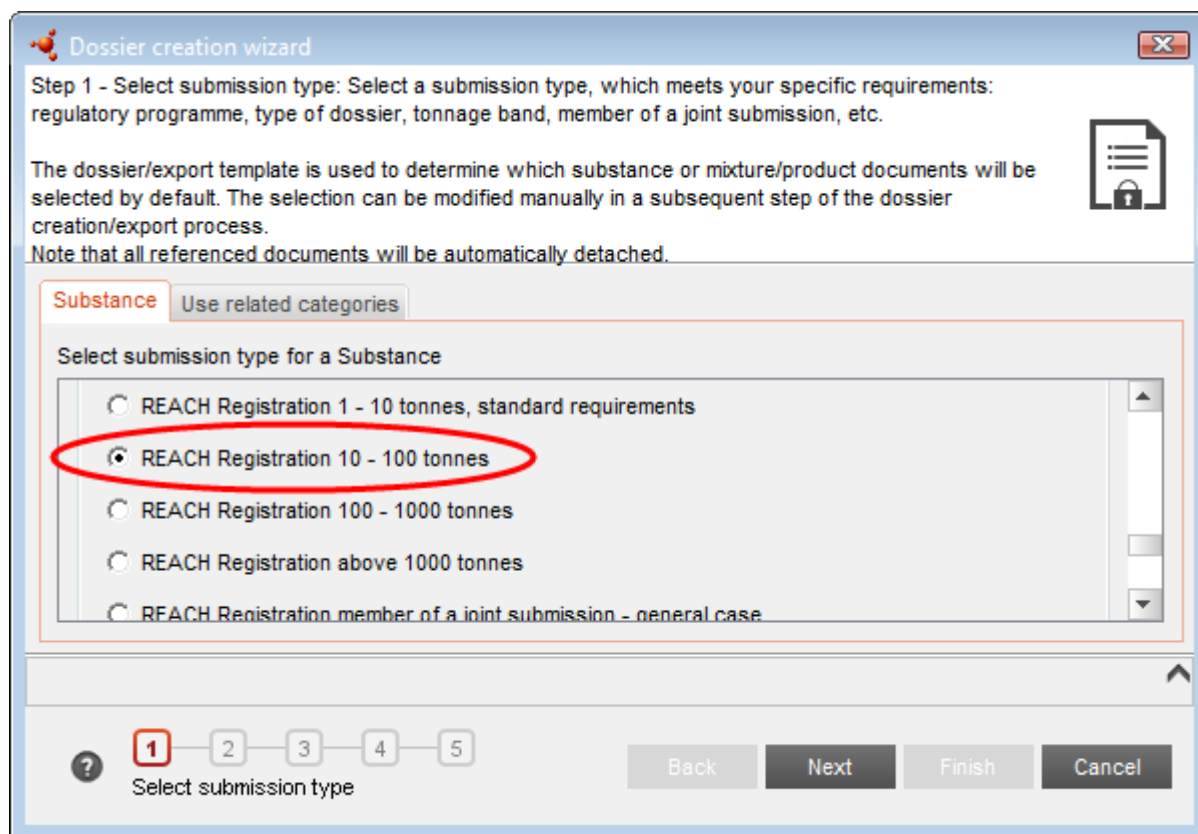 Dossier creation wizard
Step 1 - Select submission type: Select a submission type, which meets your specific requirements:
regulatory programme, type of dossier, tonnage band, member of a joint submission, etc.
The dossier/export template is used to determine which substance or mixture/product documents will be
selected by default. The selection can be modified manually in a subsequent step of the dossier
creation/export process.
Note that all referenced documents will be automatically detached.
Substance
Use related categories
Select submission type for a Substance
REACH Registration 1 - 10 tonnes, standard requirements
REACH Registration 10 - 100 tonnes
REACH Registration 100 - 1000 tonnes
REACH Registration above 1000 tonnes
REACH Registration member of a joint submission - general case
? 1 2 3 4 5
Select submission type
Back Next Finish Cancel